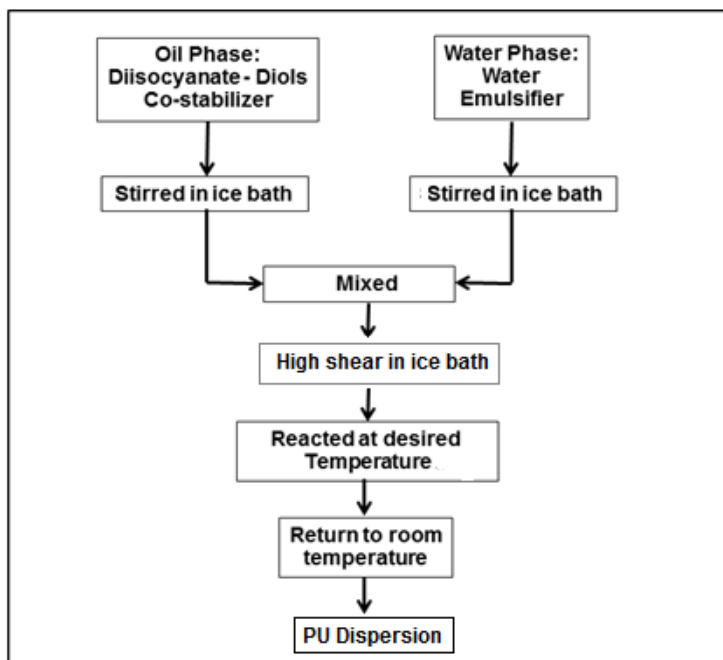 Oil Phase:
Diisocyanate - Diols
Co-stabilizer
Water Phase:
Water
Emulsifier
Stirred in ice bath
Stirred in ice bath
Mixed
High shear in ice bath
Reacted at desired
Temperature
Return to room
temperature
PU Dispersion